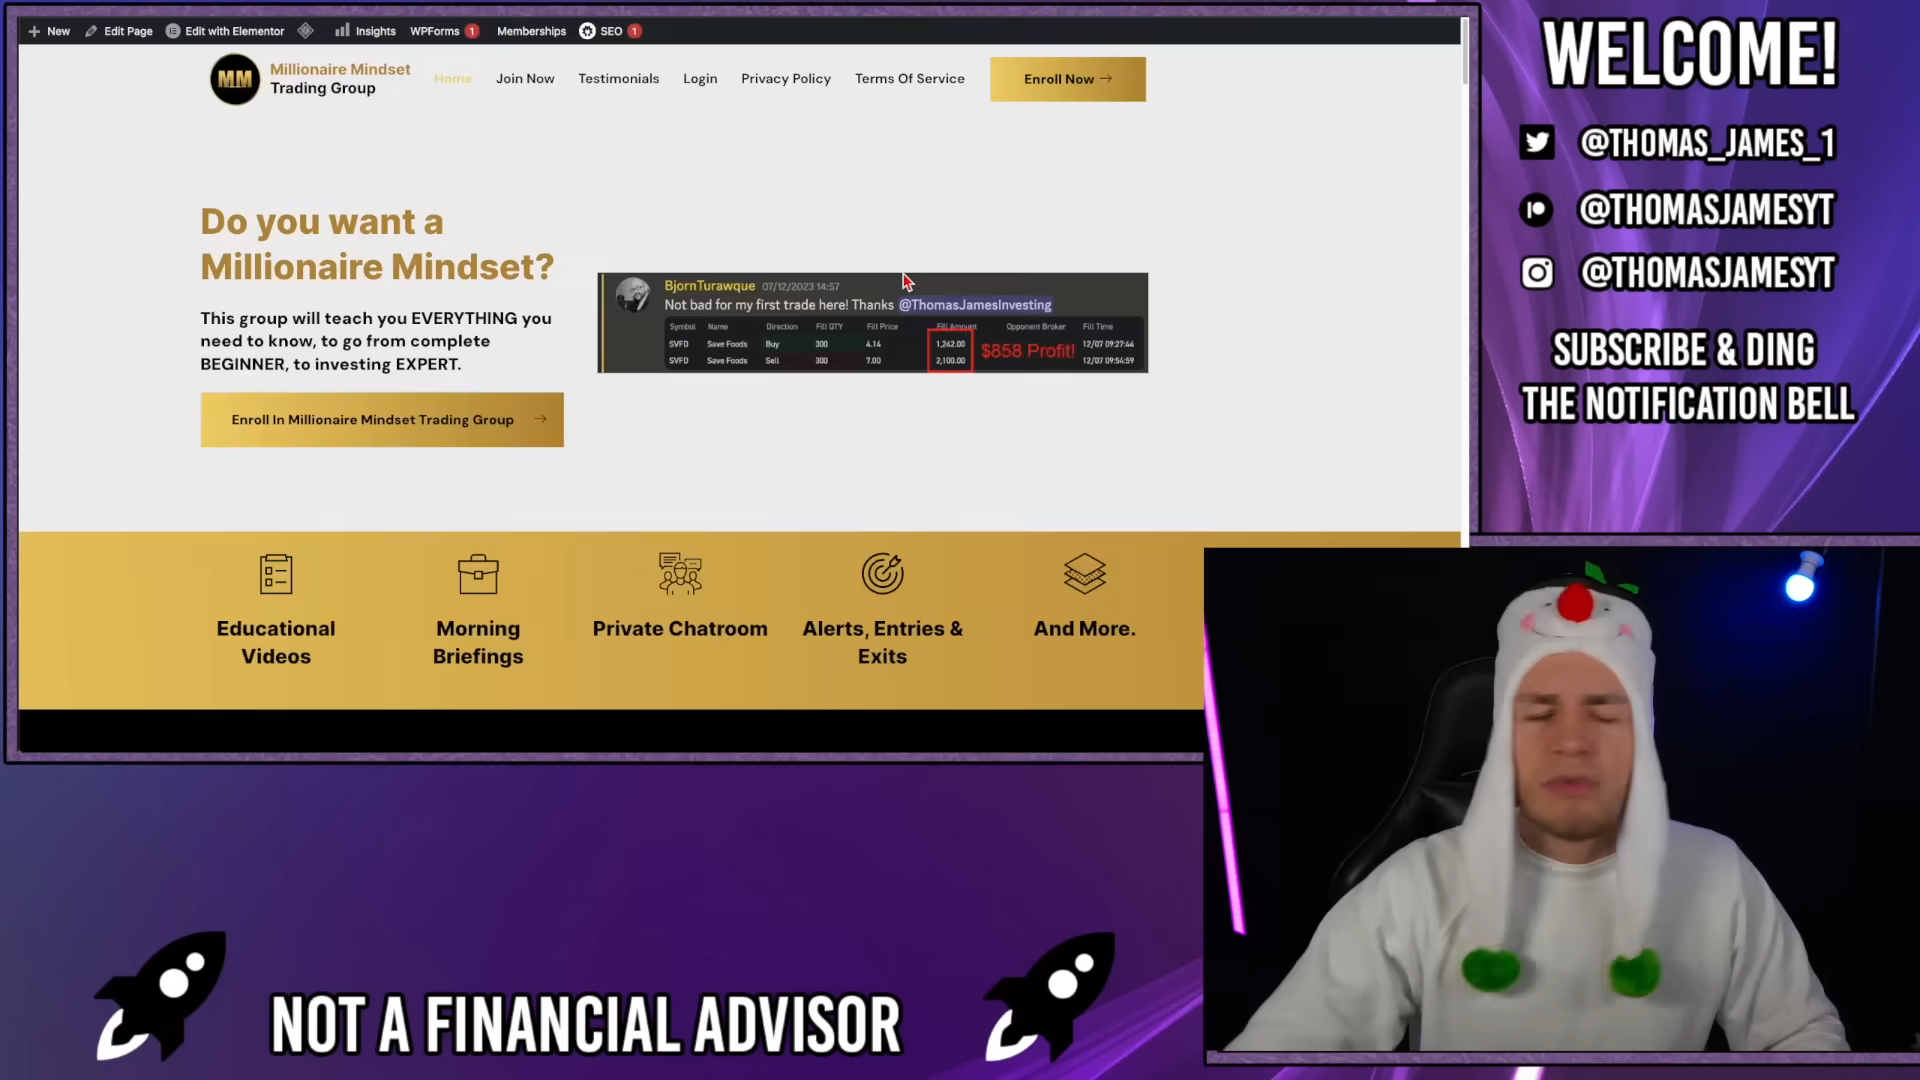 New Edit Page Edit with Elementor Insights WPForms 1 Memberships SEO 1
MM
Millionaire Mindset
Trading Group
Home Join Now Testimonials Login Privacy Policy Terms Of Service Enroll Now →
Do you want a
Millionaire Mindset?
This group will teach you EVERYTHING you
need to know, to go from complete
BEGINNER, to investing EXPERT.
Enroll In Millionaire Mindset Trading Group →
BjornTurawque 07/12/2023 14:57
Not bad for my first trade here! Thanks @ThomasJamesInvesting
Symbol Name Direction Fill QTY Fill Price Fill Amount Opponent Broker Fill Time
SVFD Save Foods Buy 300 4.14 1,242.00 12/07 09:27:44
SVFD Save Foods Sell 300 7.00 2,100.00 12/07 09:54:59
$858 Profit!
Educational
Videos
Morning
Briefings
Private Chatroom
Alerts, Entries &
Exits
And More.
WELCOME!
@THOMAS_JAMES_1
@THOMASJAMESYT
@THOMASJAMESYT
SUBSCRIBE & DING
THE NOTIFICATION BELL
NOT A FINANCIAL ADVISOR